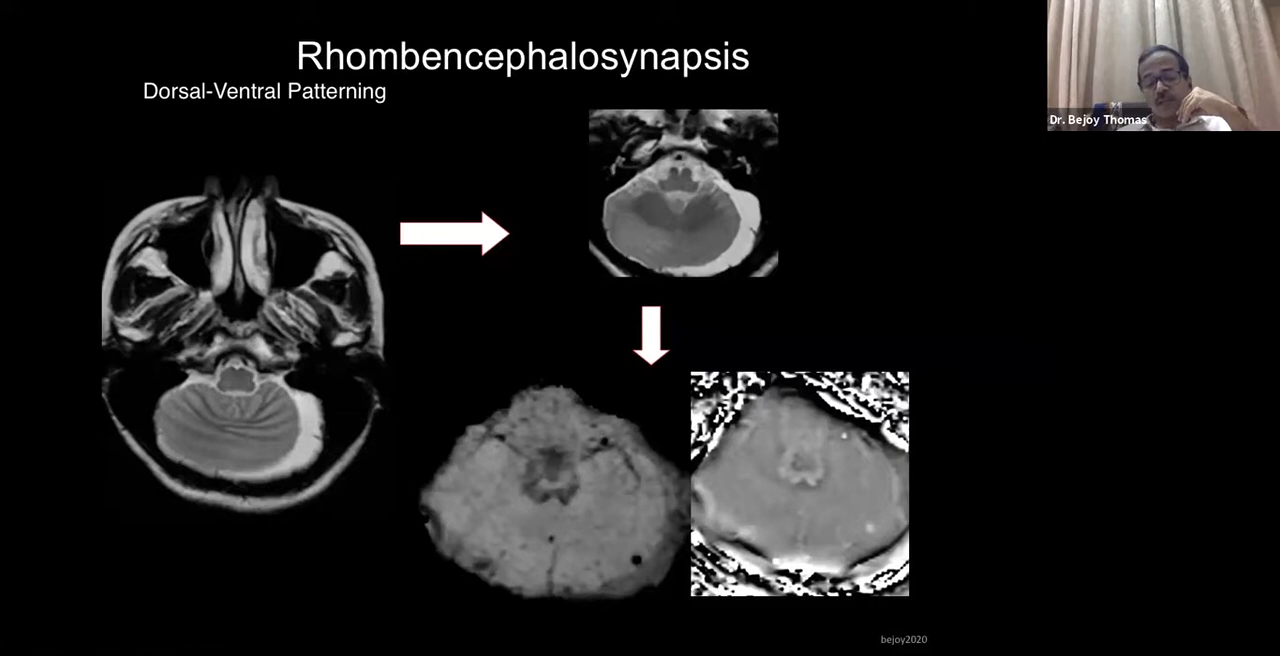 Rhombencephalosynapsis
Dorsal-Ventral Patterning
Dr. Bejoy Thomas
bejoy2020